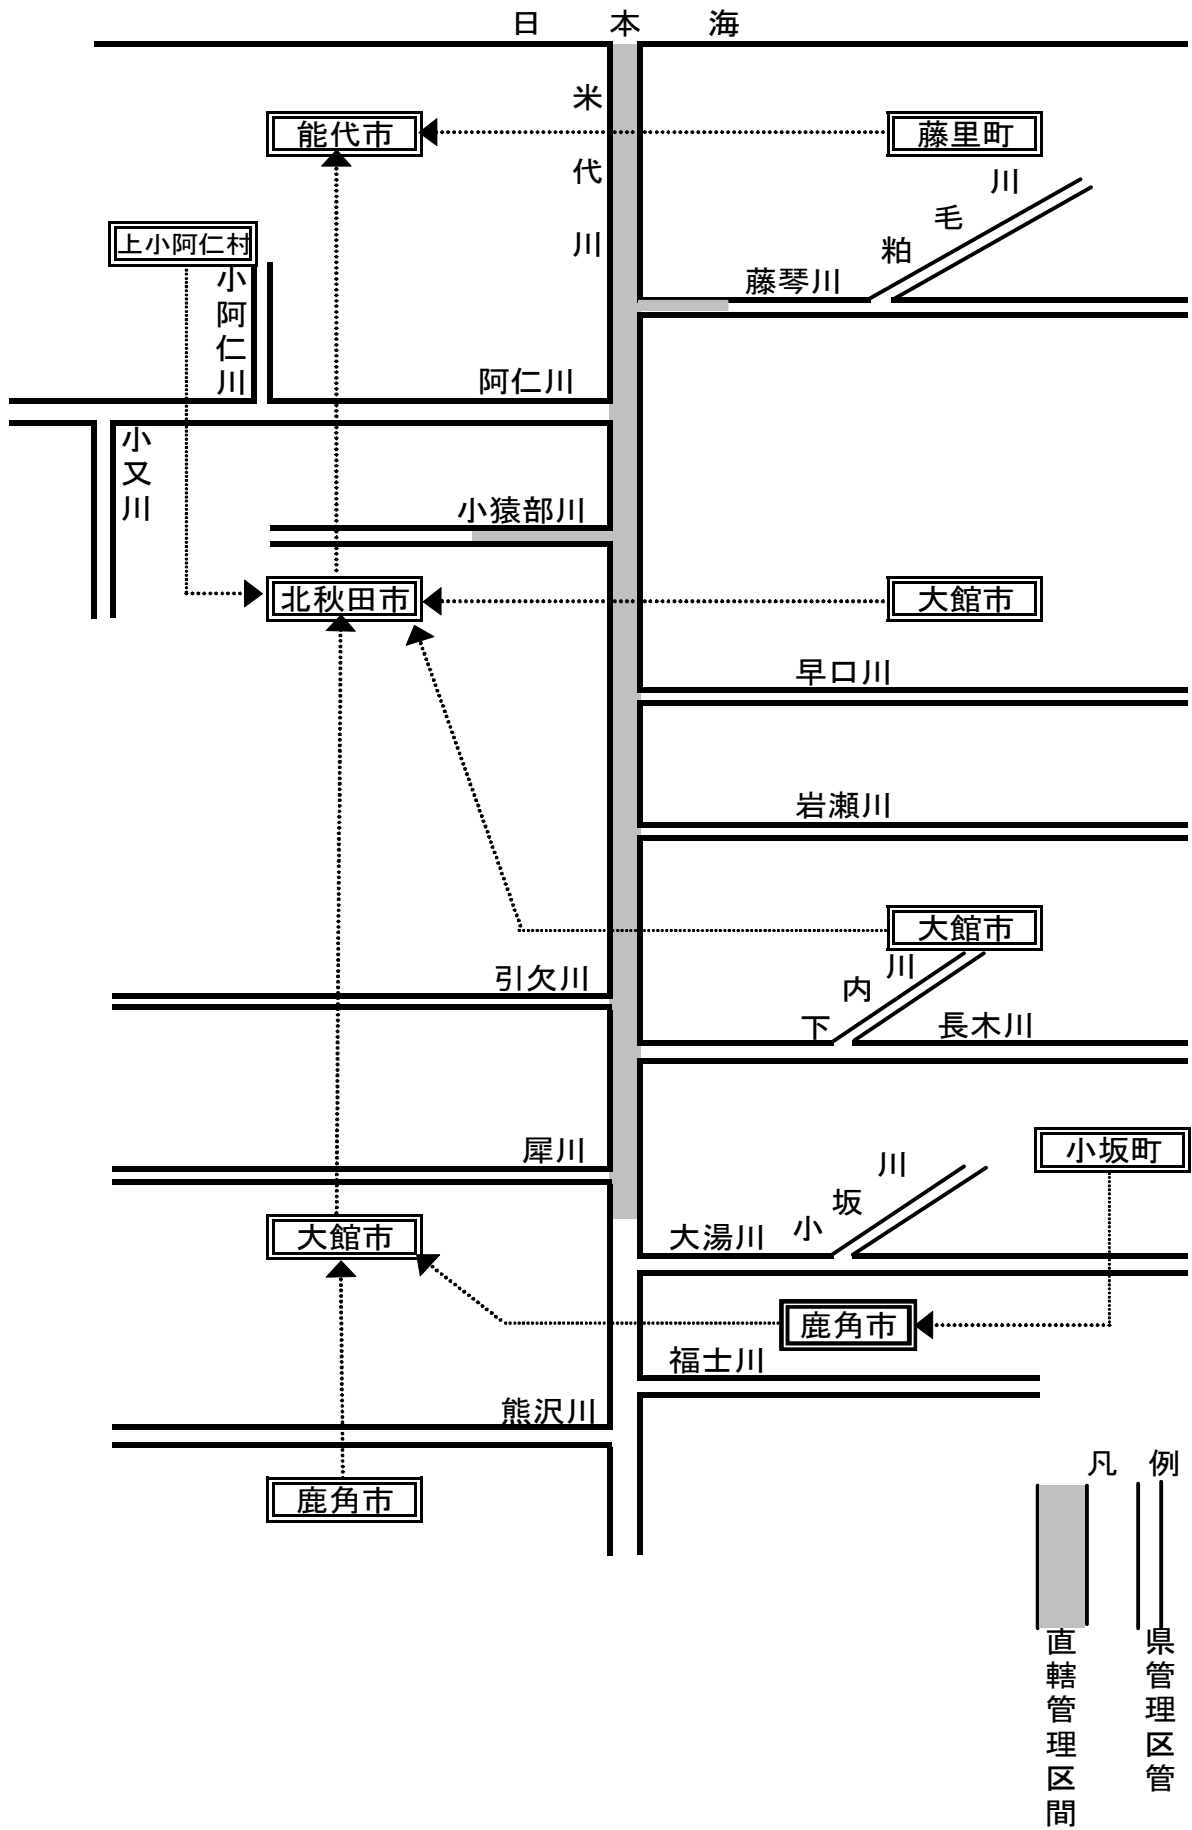 日本海
米代川
能代市
藤里町
粕毛川
上小阿仁村
小阿仁川
藤琴川
阿仁川
小又川
小猿部川
北秋田市
大館市
早口川
岩瀬川
大館市
引欠川
下内川
長木川
犀川
小坂町
小坂川
大湯川
大館市
鹿角市
福士川
熊沢川
鹿角市
凡例
直轄管理区間
県管理区管